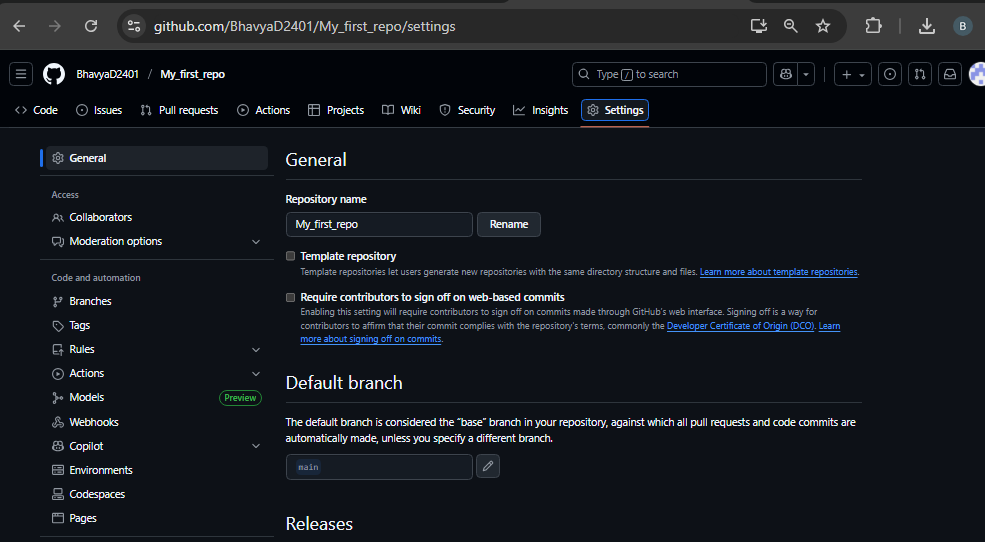 github.com/BhavyaD2401/My_first_repo/settings
B
BhavyaD2401 / My_first_repo
Type / to search
Code Issues Pull requests Actions Projects Wiki Security Insights Settings
General
Access
Collaborators
Moderation options
Code and automation
Branches
Tags
Rules
Actions
Models Preview
Webhooks
Copilot
Environments
Codespaces
Pages
General
Repository name
My_first_repo Rename
Template repository
Template repositories let users generate new repositories with the same directory structure and files. Learn more about template repositories.
Require contributors to sign off on web-based commits
Enabling this setting will require contributors to sign off on commits made through GitHub's web interface. Signing off is a way for
contributors to affirm that their commit complies with the repository's terms, commonly the Developer Certificate of Origin (DCO). Learn
more about signing off on commits.
Default branch
The default branch is considered the “base” branch in your repository, against which all pull requests and code commits are
automatically made, unless you specify a different branch.
main
Releases